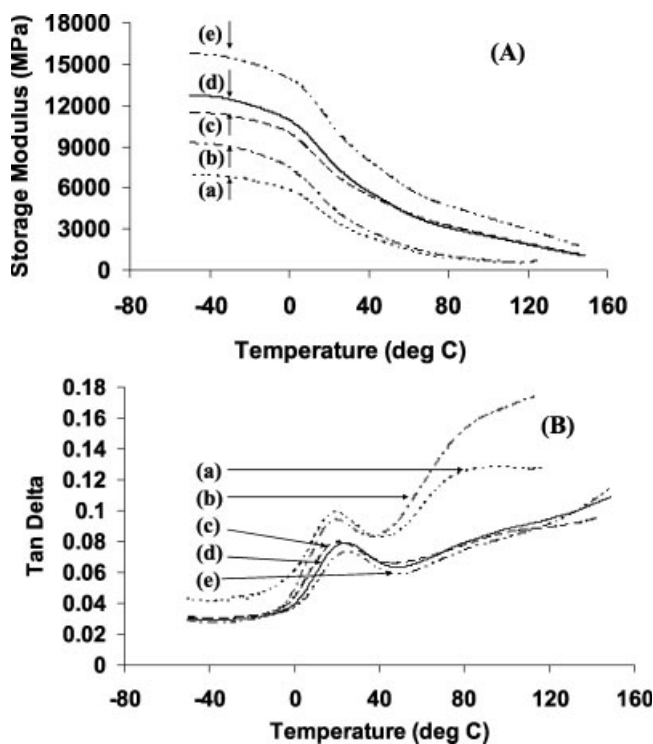 Storage Modulus (MPa)
18000
15000
12000
9000
6000
3000
0
(e)
(d)
(c)
(b)
(a)
(A)
-80 -40 0 40 80 120 160
Temperature (deg C)
Tan Delta
0.18
0.16
0.14
0.12
0.1
0.08
0.06
0.04
0.02
0
(B)
(a)
(b)
(c)
(d)
(e)
-80 -40 0 40 80 120 160
Temperature (deg C)